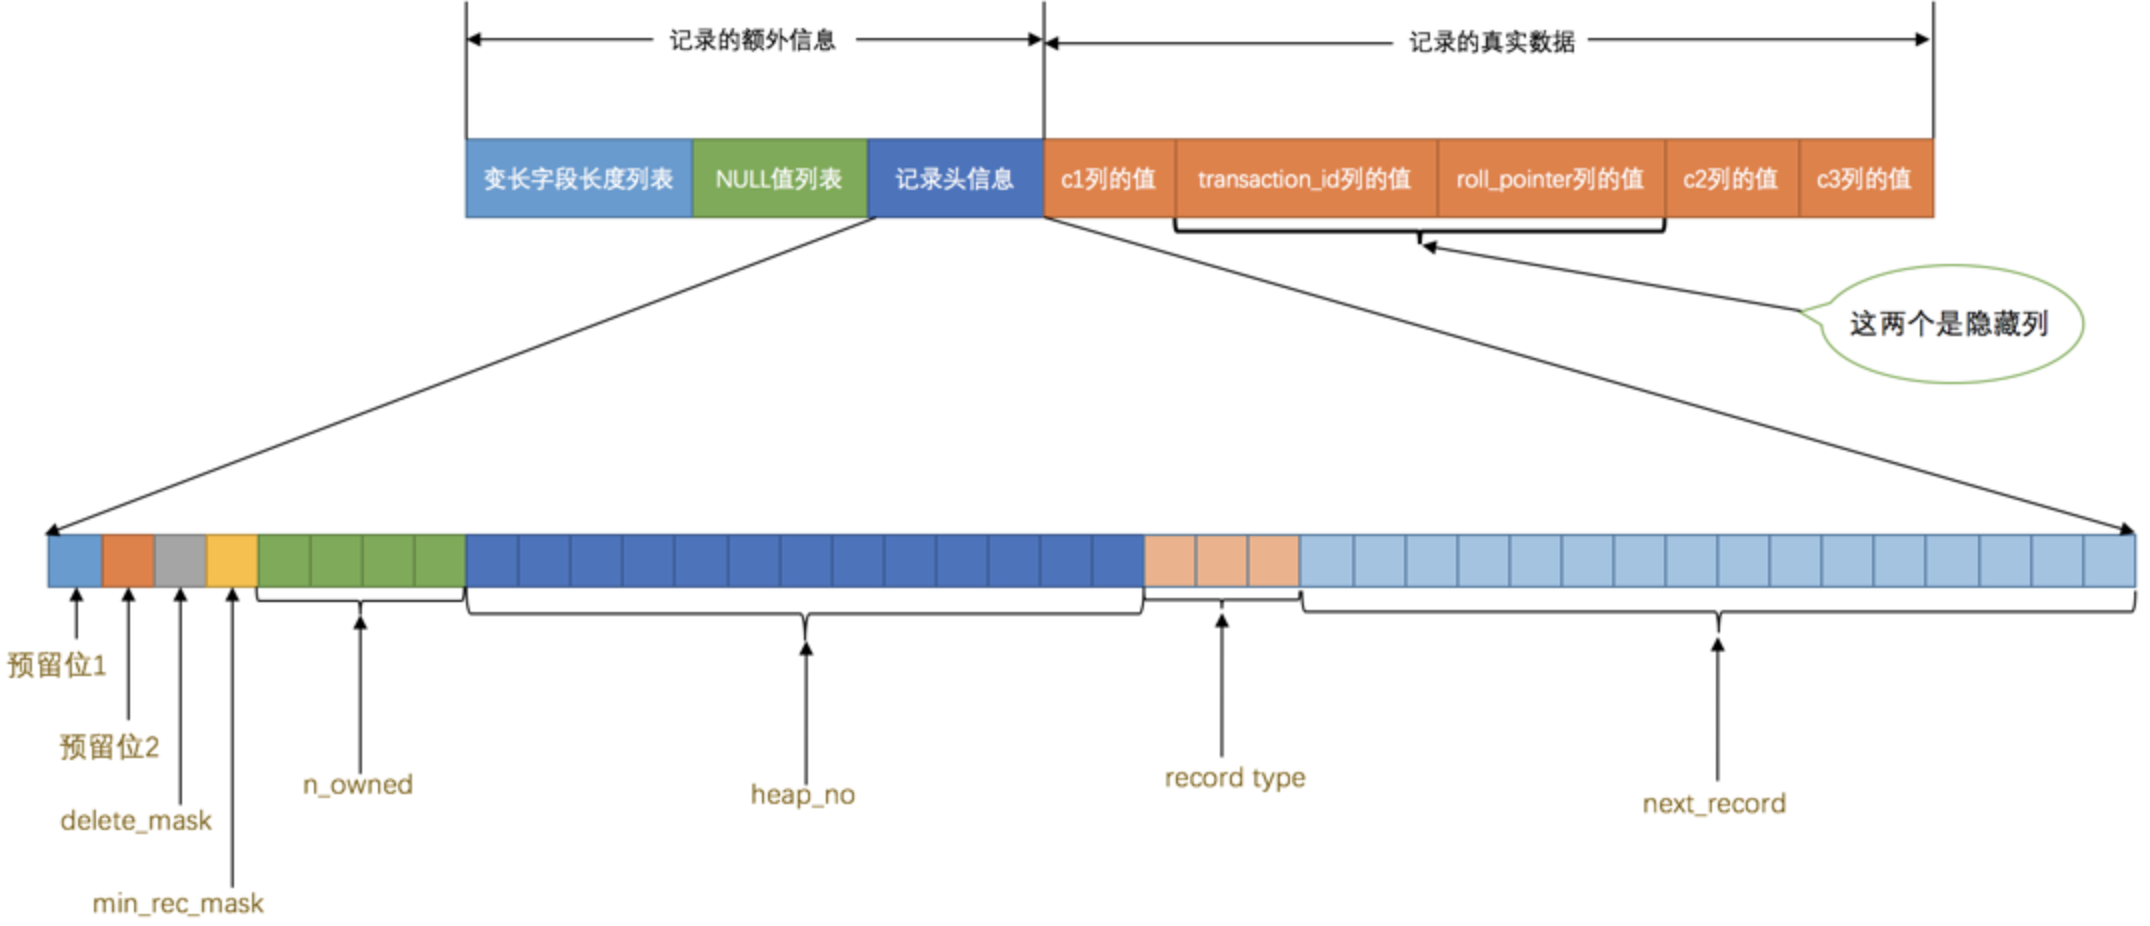 记录的额外信息
记录的真实数据
变长字段长度列表
NULL值列表
记录头信息
c1列的值
transaction_id列的值
roll_pointer列的值
c2列的值
c3列的值
这两个是隐藏列
预留位1
预留位2
delete_mask
min_rec_mask
n_owned
heap_no
record type
next_record